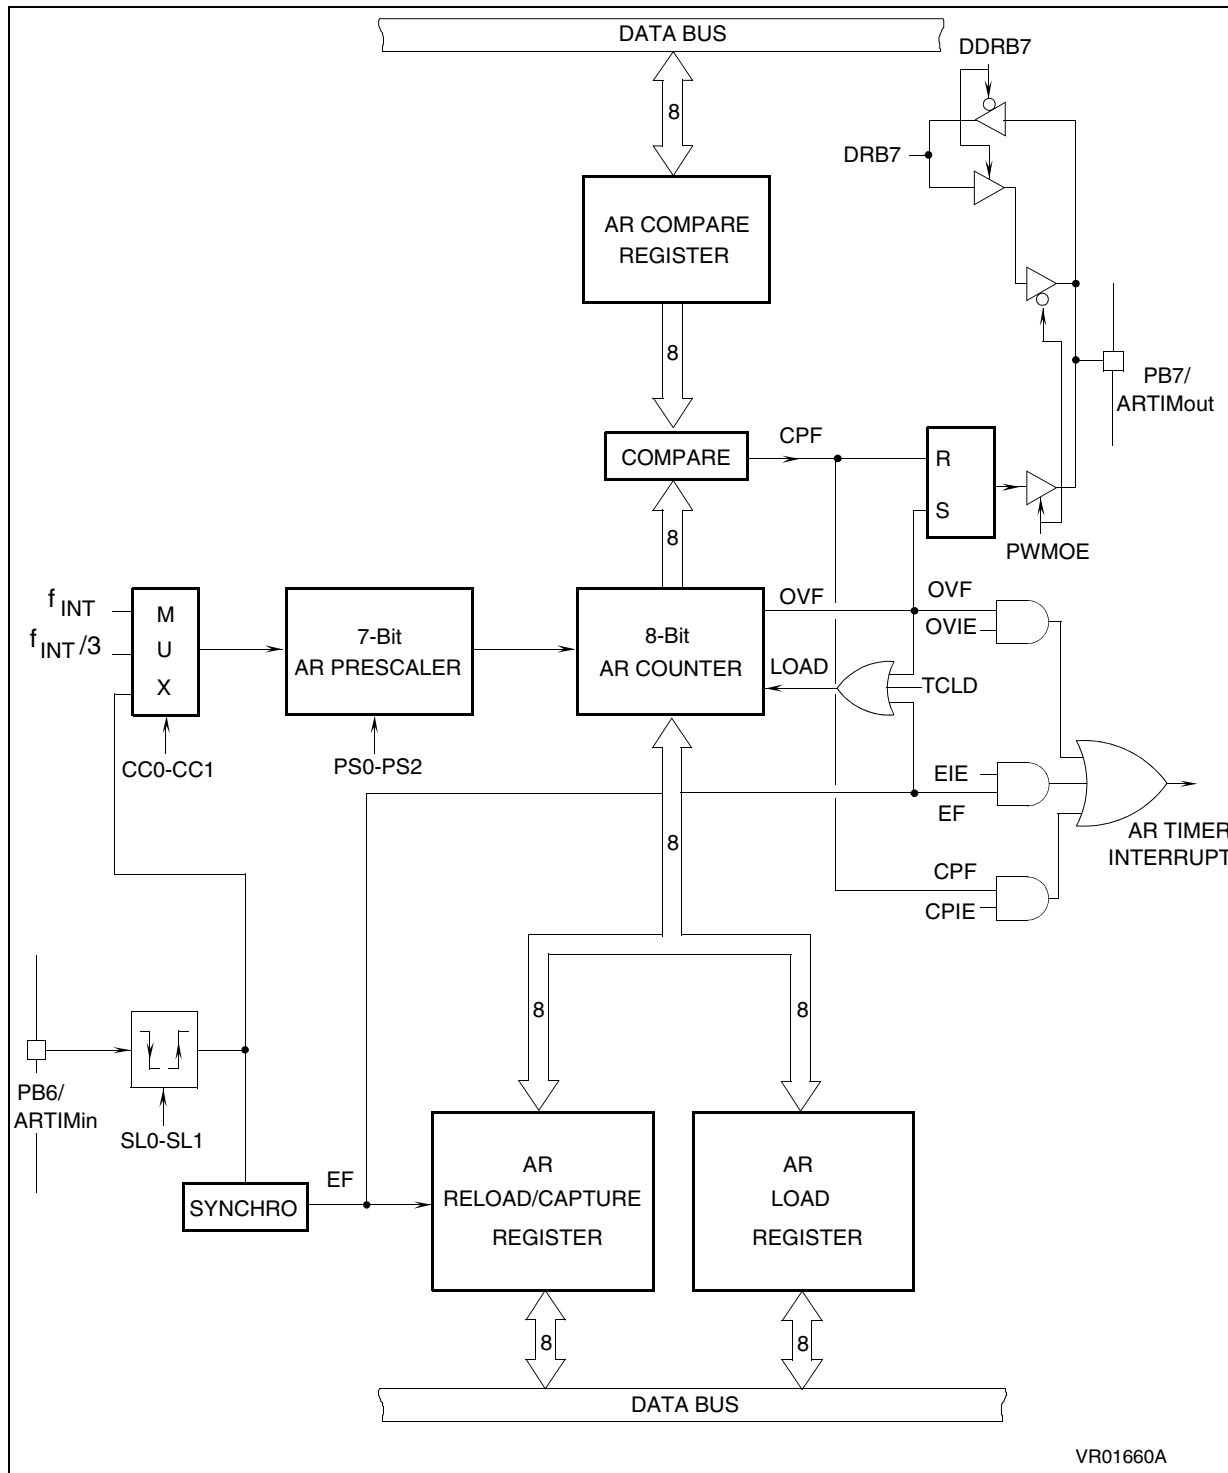 DATA BUS
DDRB7
8
DRB7
AR COMPARE
REGISTER
8
PB7/
ARTIMout
CPF
COMPARE
R
S
8
PWMOE
f INT
f INT /3
M
U
X
7-Bit
AR PRESCALER
8-Bit
AR COUNTER
OVF
OVF
OVIE
LOAD
TCLD
CC0-CC1
PS0-PS2
EIE
EF
8
AR TIMER
INTERRUPT
CPF
CPIE
8
8
PB6/
ARTIMin
SL0-SL1
EF
SYNCHRO
AR
RELOAD/CAPTURE
REGISTER
AR
LOAD
REGISTER
8
8
DATA BUS
VR01660A